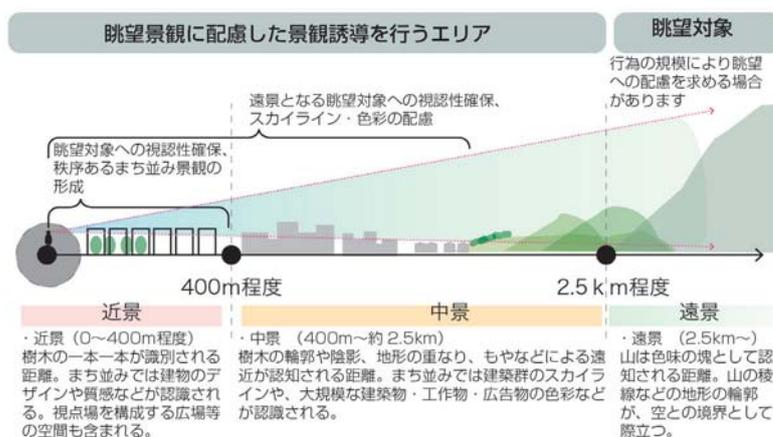 眺望景観に配慮した景観誘導を行うエリア
眺望対象
行為の規模により眺望
への配慮を求める場合
があります
遠景となる眺望対象への視認性確保、
スカイライン・色彩の配慮
眺望対象への視認性確保、
秩序あるまち並み景観の
形成
400m程度
2.5km程度
近景
中景
遠景
・近景（0～400m程度）
樹木の一本一本が識別される
距離。まち並みでは建物のデ
ザインや質感などが認識され
る。視点場を構成する広場等
の空間も含まれる。
・中景 （400m～約2.5km）
樹木の輪郭や陰影、地形の重なり、もやなどによる遠
近が認知される距離。まち並みでは建築群のスカイラ
インや、大規模な建築物・工作物・広告物の色彩など
が認識される。
・遠景 （2.5km～）
山は色味の塊として認
知される距離。山の稜
線などの地形の輪郭
が、空との境界として
際立つ。